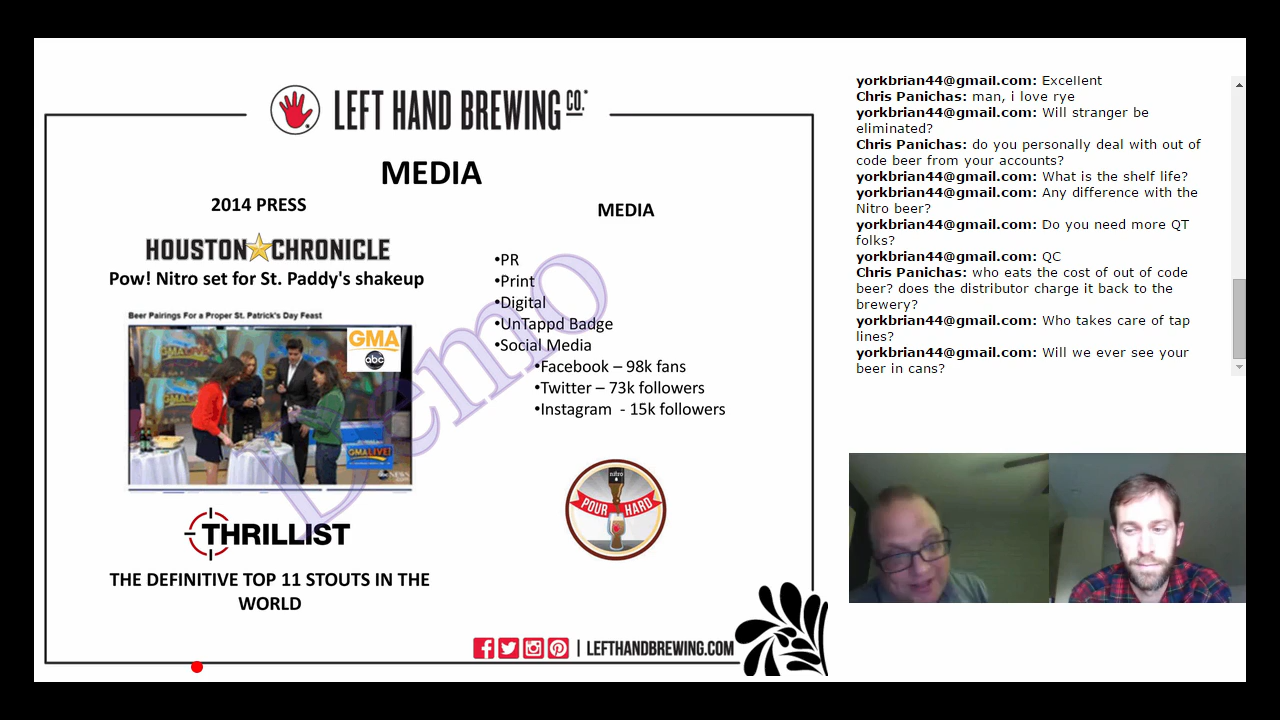 LEFT HAND BREWING CO.
MEDIA
2014 PRESS
HOUSTON CHRONICLE
Pow! Nitro set for St. Paddy's shakeup
Beer Pairings For a Proper St. Patrick's Day Feast
GMA
abc
GMA LIVE!
abc NEWS
THRILLIST
THE DEFINITIVE TOP 11 STOUTS IN THE
WORLD
MEDIA
•PR
•Print
•Digital
•UnTappd Badge
•Social Media
•Facebook – 98k fans
•Twitter – 73k followers
•Instagram - 15k followers
nitro
POUR HARD
| LEFTHANDBREWING.COM
Demo
yorkbrian44@gmail.com: Excellent
Chris Panichas: man, i love rye
yorkbrian44@gmail.com: Will stranger be
eliminated?
Chris Panichas: do you personally deal with out of
code beer from your accounts?
yorkbrian44@gmail.com: What is the shelf life?
yorkbrian44@gmail.com: Any difference with the
Nitro beer?
yorkbrian44@gmail.com: Do you need more QT
folks?
yorkbrian44@gmail.com: QC
Chris Panichas: who eats the cost of out of code
beer? does the distributor charge it back to the
brewery?
yorkbrian44@gmail.com: Who takes care of tap
lines?
yorkbrian44@gmail.com: Will we ever see your
beer in cans?